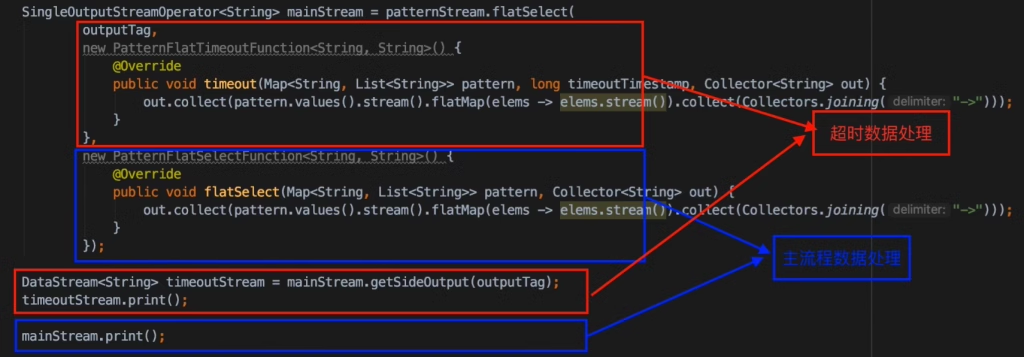 SingleOutputStreamOperator<String> mainStream = patternStream.flatSelect(
outputTag,
new PatternFlatTimeoutFunction<String, String>() {
@Override
public void timeout(Map<String, List<String>> pattern, long timeoutTimestamp, Collector<String> out) {
out.collect(pattern.values().stream().flatMap(elems -> elems.stream()).collect(Collectors.joining( delimiter: "->")));
}
},
超时数据处理
new PatternFlatSelectFunction<String, String>() {
@Override
public void flatSelect(Map<String, List<String>> pattern, Collector<String> out) {
out.collect(pattern.values().stream().flatMap(elems -> elems.stream()).collect(Collectors.joining( delimiter: "->")));
}
});
主流程数据处理
DataStream<String> timeoutStream = mainStream.getSideOutput(outputTag);
timeoutStream.print();
mainStream.print();